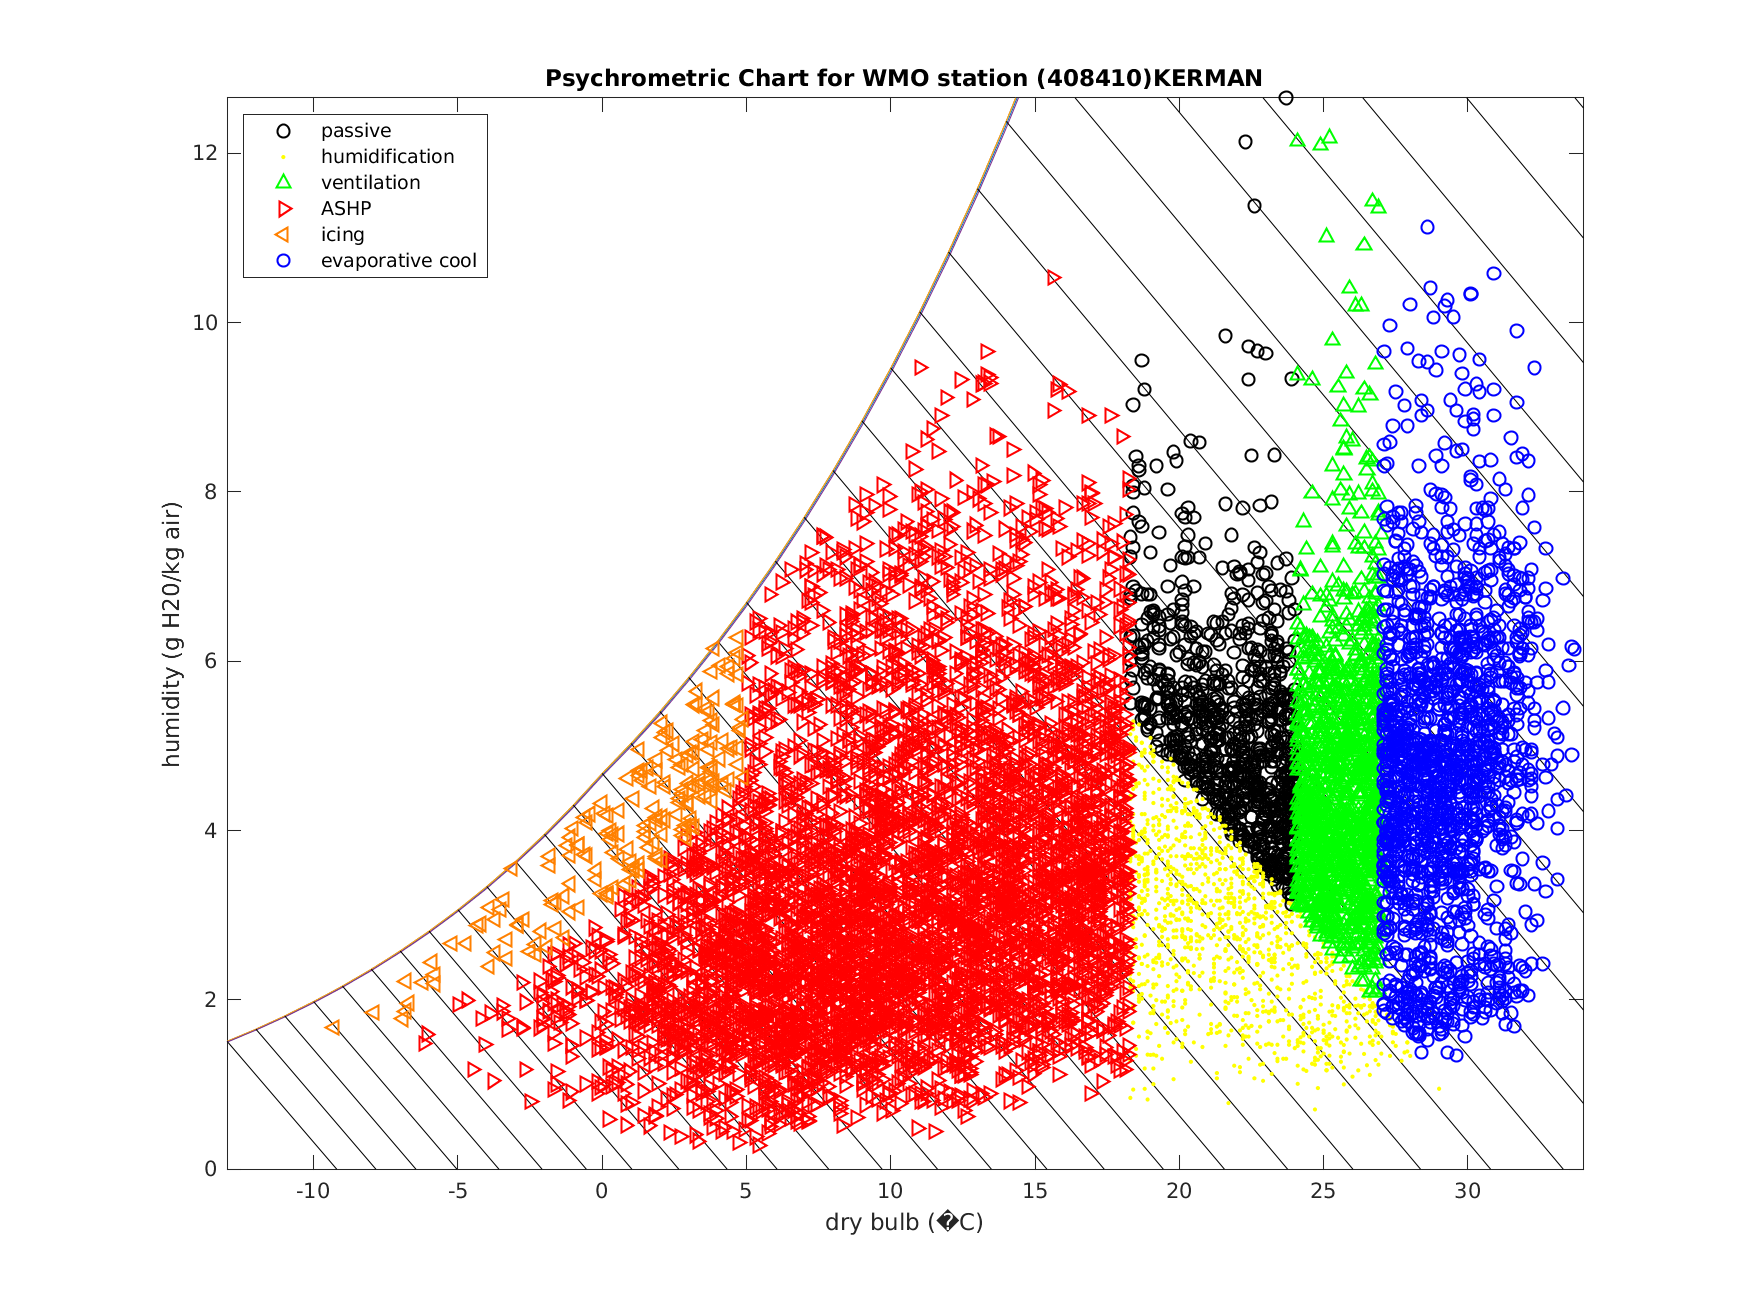 Psychrometric Chart for WMO station (408410)KERMAN
passive
humidification
ventilation
ASHP
icing
evaporative cool
humidity (g H20/kg air)
12
10
8
6
4
2
0
-10 -5 0 5 10 15 20 25 30
dry bulb (�C)